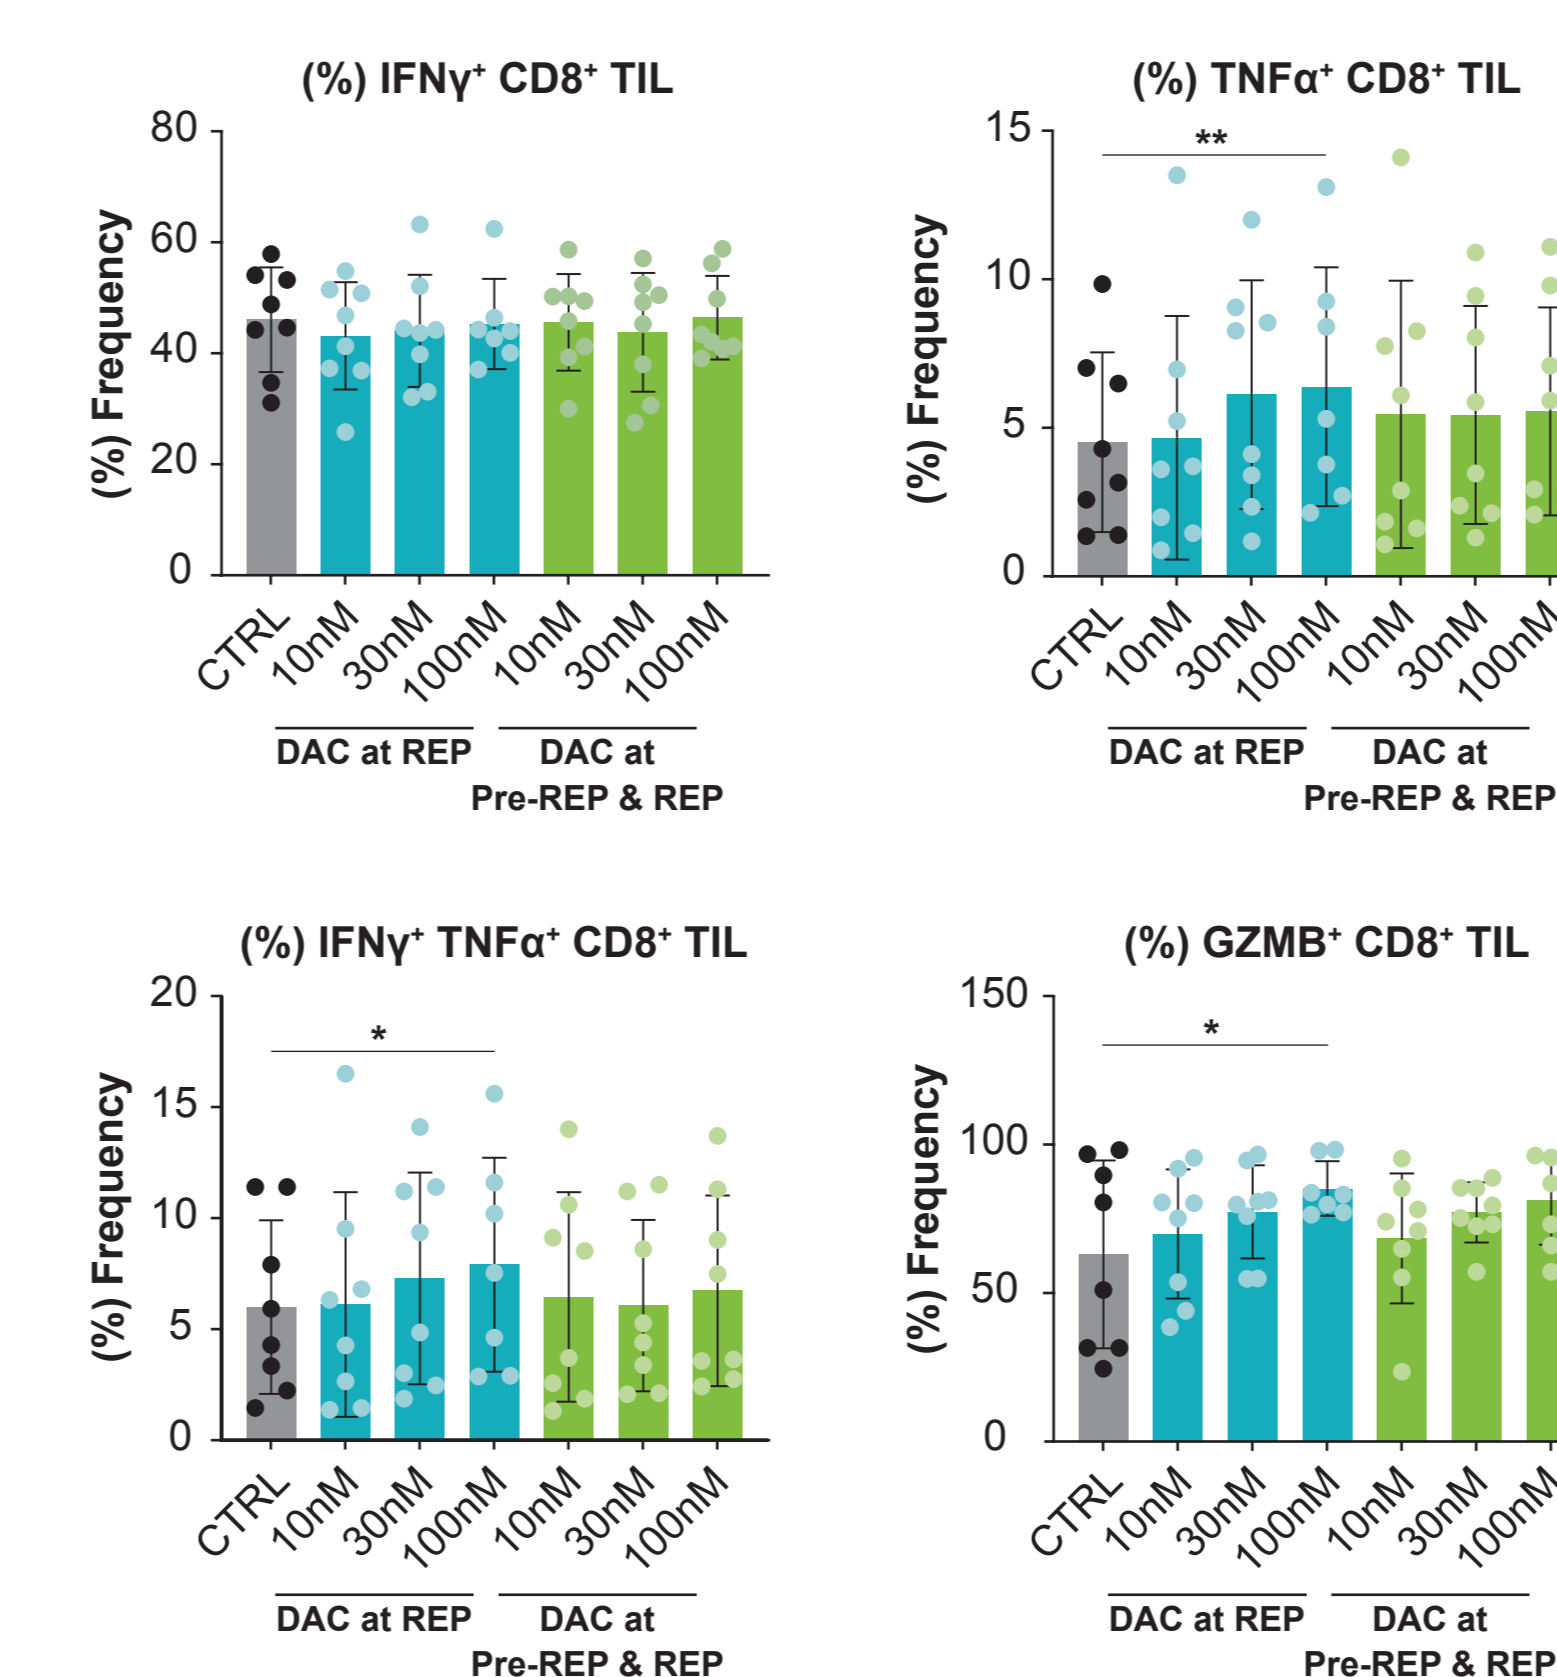 (%) IFNγ⁺ CD8⁺ TIL
(%) Frequency
80
60
40
20
0
CTRL 10nM 30nM 100nM 10nM 30nM 100nM
DAC at REP DAC at
Pre-REP & REP
(%) TNFα⁺ CD8⁺ TIL
(%) Frequency
15
10
5
0
**
CTRL 10nM 30nM 100nM 10nM 30nM 100nM
DAC at REP DAC at
Pre-REP & REP
(%) IFNγ⁺ TNFα⁺ CD8⁺ TIL
(%) Frequency
20
15
10
5
0
*
CTRL 10nM 30nM 100nM 10nM 30nM 100nM
DAC at REP DAC at
Pre-REP & REP
(%) GZMB⁺ CD8⁺ TIL
(%) Frequency
150
100
50
0
*
CTRL 10nM 30nM 100nM 10nM 30nM 100nM
DAC at REP DAC at
Pre-REP & REP